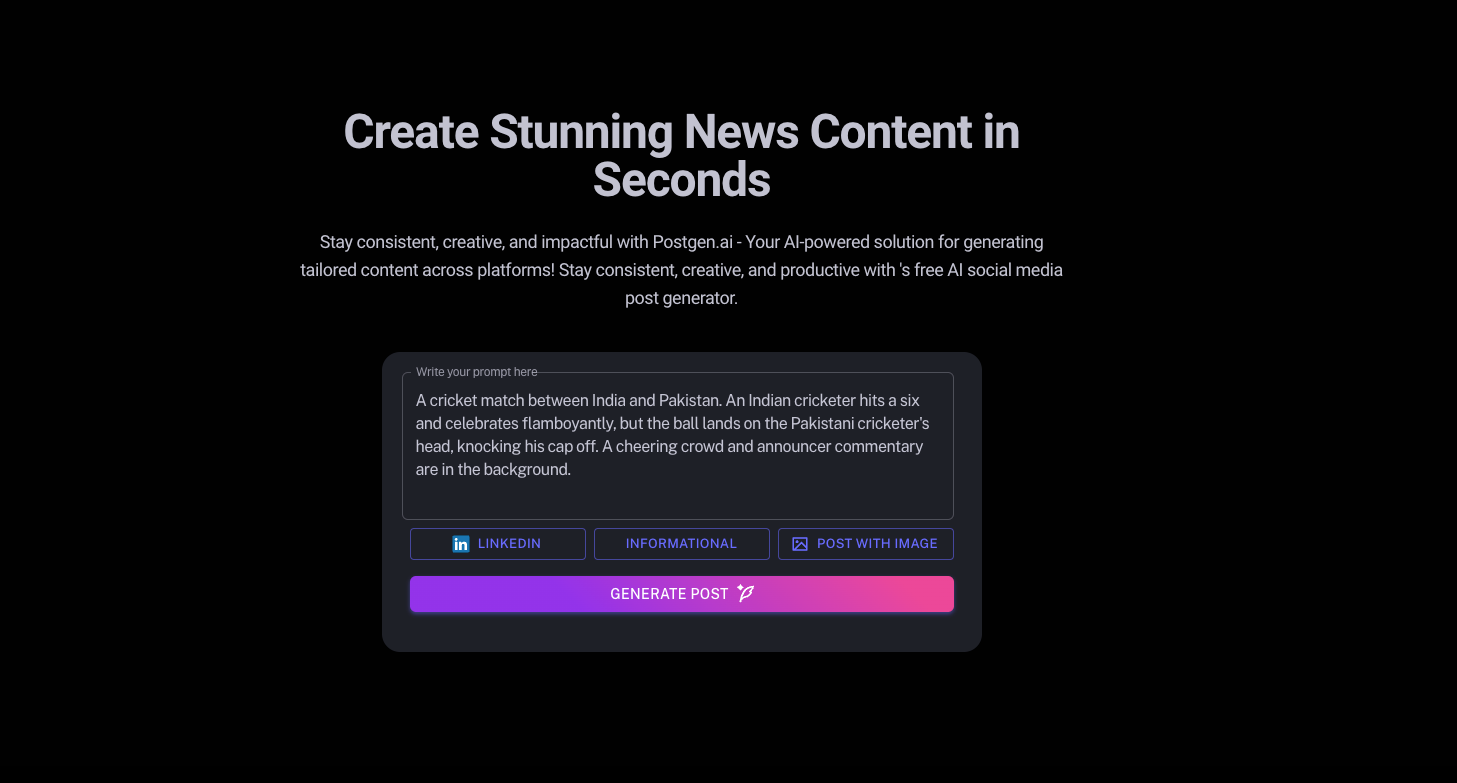 Create Stunning News Content in
Seconds
Stay consistent, creative, and impactful with Postgen.ai - Your AI-powered solution for generating
tailored content across platforms! Stay consistent, creative, and productive with 's free AI social media
post generator.
Write your prompt here
A cricket match between India and Pakistan. An Indian cricketer hits a six
and celebrates flamboyantly, but the ball lands on the Pakistani cricketer's
head, knocking his cap off. A cheering crowd and announcer commentary
are in the background.
in LINKEDIN
INFORMATIONAL
POST WITH IMAGE
GENERATE POST